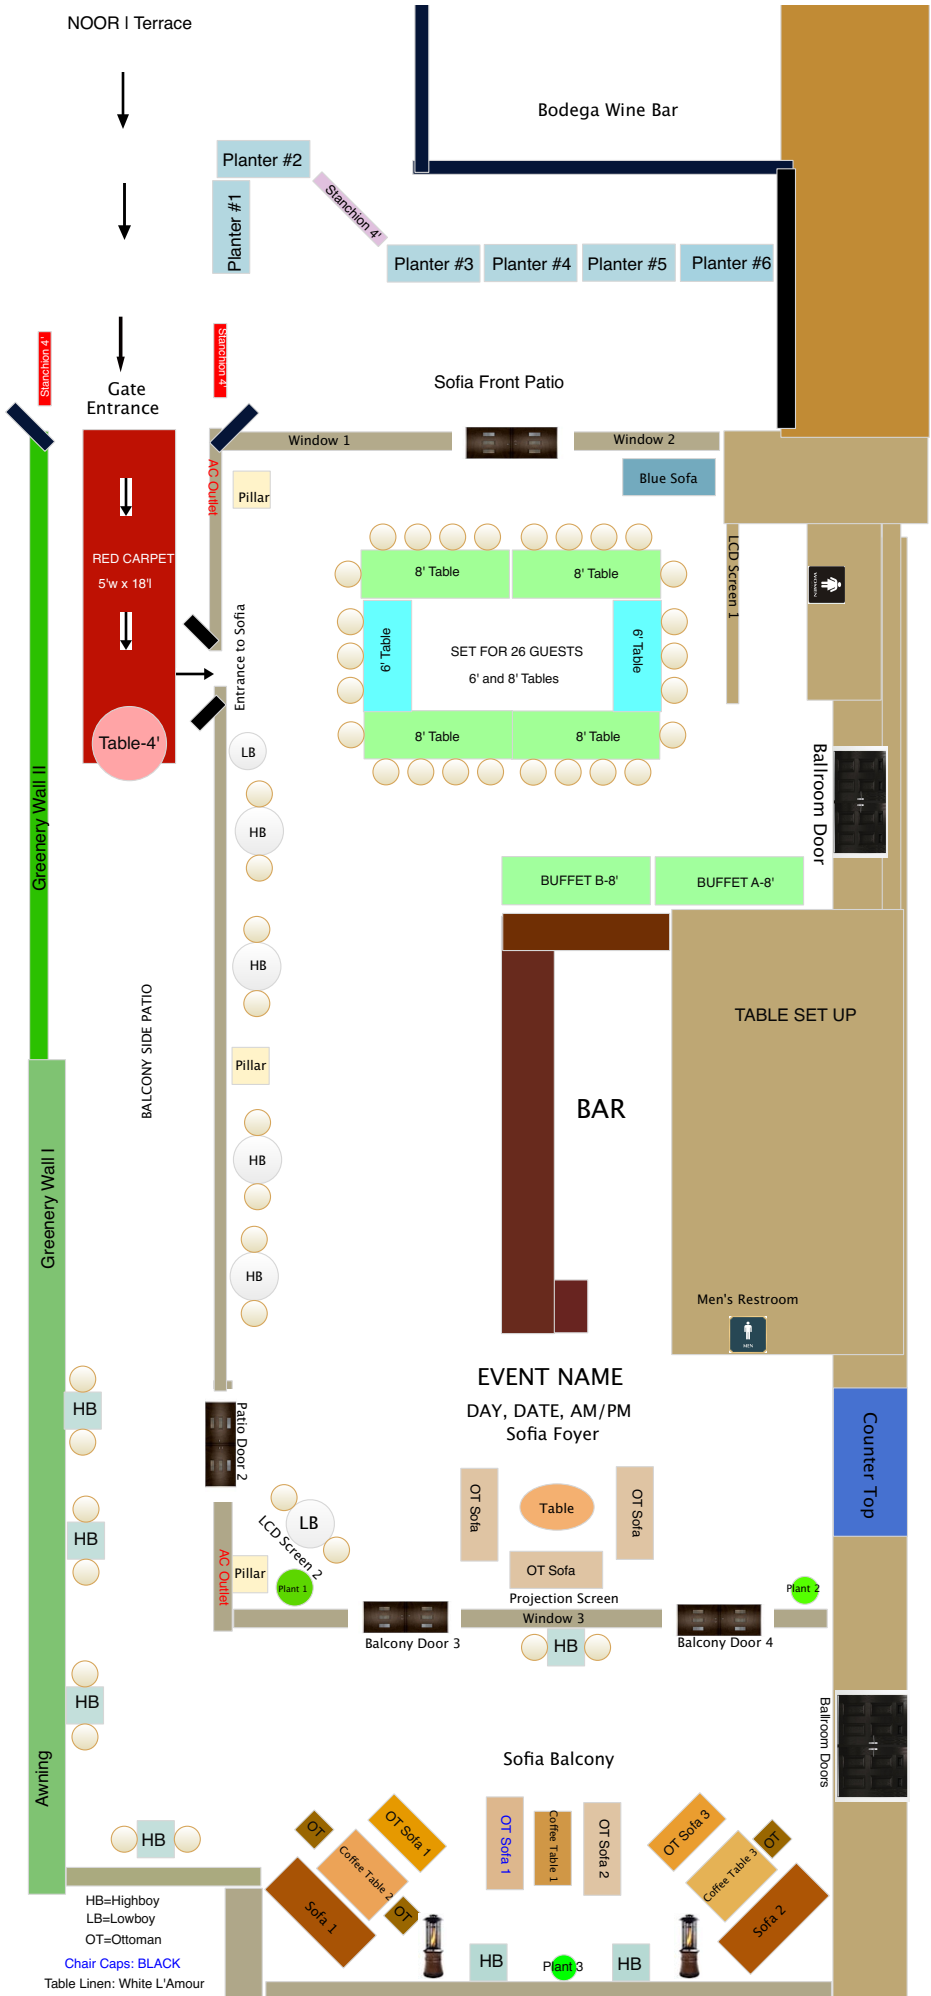 NOOR | Terrace
Bodega Wine Bar
Planter #2
Planter #1
Stanchion 4'
Planter #3
Planter #4
Planter #5
Planter #6
Stanchion 4'
Stanchion 4'
Sofia Front Patio
Gate
Entrance
Window 1
Window 2
AC Outlet
Pillar
Blue Sofa
LCD Screen 1
WOMEN
RED CARPET
5'w x 18'l
8' Table
8' Table
6' Table
6' Table
SET FOR 26 GUESTS
6' and 8' Tables
8' Table
8' Table
Entrance to Sofia
Table-4'
LB
HB
Ballroom Door
Greenery Wall II
BUFFET B-8'
BUFFET A-8'
HB
TABLE SET UP
BALCONY SIDE PATIO
Pillar
BAR
HB
Greenery Wall I
HB
Men's Restroom
MEN
EVENT NAME
DAY, DATE, AM/PM
Sofia Foyer
HB
Patio Door 2
Counter Top
OT Sofa
Table
OT Sofa
LB
LCD Screen 2
HB
AC Outlet
Pillar
Plant 1
OT Sofa
Plant 2
Projection Screen
Window 3
Balcony Door 3
HB
Balcony Door 4
HB
Ballroom Doors
Sofia Balcony
Awning
HB
OT
OT Sofa 1
Coffee Table 2
OT
Sofa 1
OT Sofa 1
Coffee Table 1
OT Sofa 2
OT Sofa 3
Coffee Table 3
OT
Sofa 2
HB=Highboy
LB=Lowboy
OT=Ottoman
Chair Caps: BLACK
Table Linen: White L'Amour
HB
Plant 3
HB